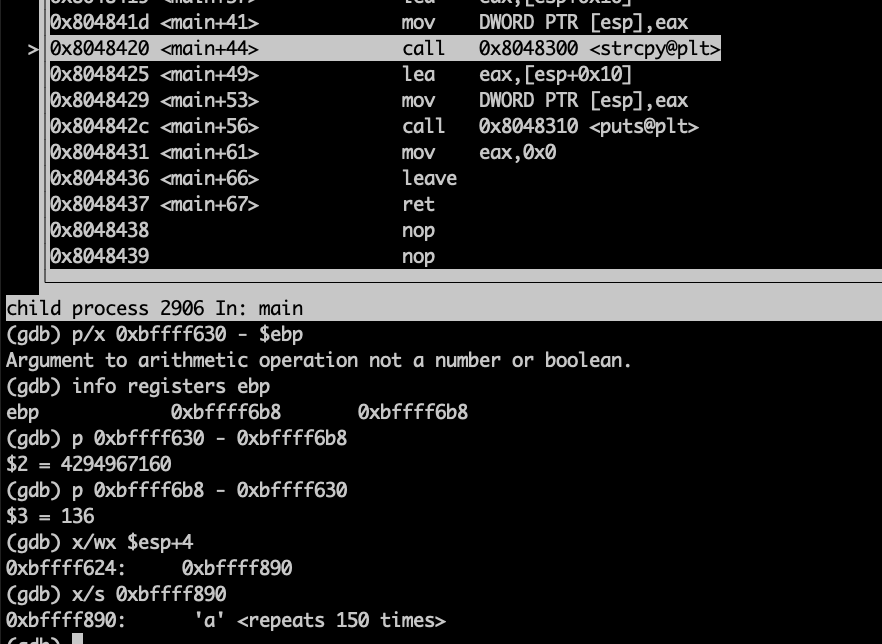 0x804841d <main+41> mov DWORD PTR [esp],eax
> 0x8048420 <main+44> call 0x8048300 <strcpy@plt>
0x8048425 <main+49> lea eax,[esp+0x10]
0x8048429 <main+53> mov DWORD PTR [esp],eax
0x804842c <main+56> call 0x8048310 <puts@plt>
0x8048431 <main+61> mov eax,0x0
0x8048436 <main+66> leave
0x8048437 <main+67> ret
0x8048438 nop
0x8048439 nop
child process 2906 In: main
(gdb) p/x 0xbffff630 - $ebp
Argument to arithmetic operation not a number or boolean.
(gdb) info registers ebp
ebp 0xbffff6b8 0xbffff6b8
(gdb) p 0xbffff630 - 0xbffff6b8
$2 = 4294967160
(gdb) p 0xbffff6b8 - 0xbffff630
$3 = 136
(gdb) x/wx $esp+4
0xbffff624: 0xbffff890
(gdb) x/s 0xbffff890
0xbffff890: 'a' <repeats 150 times>
(gdb)